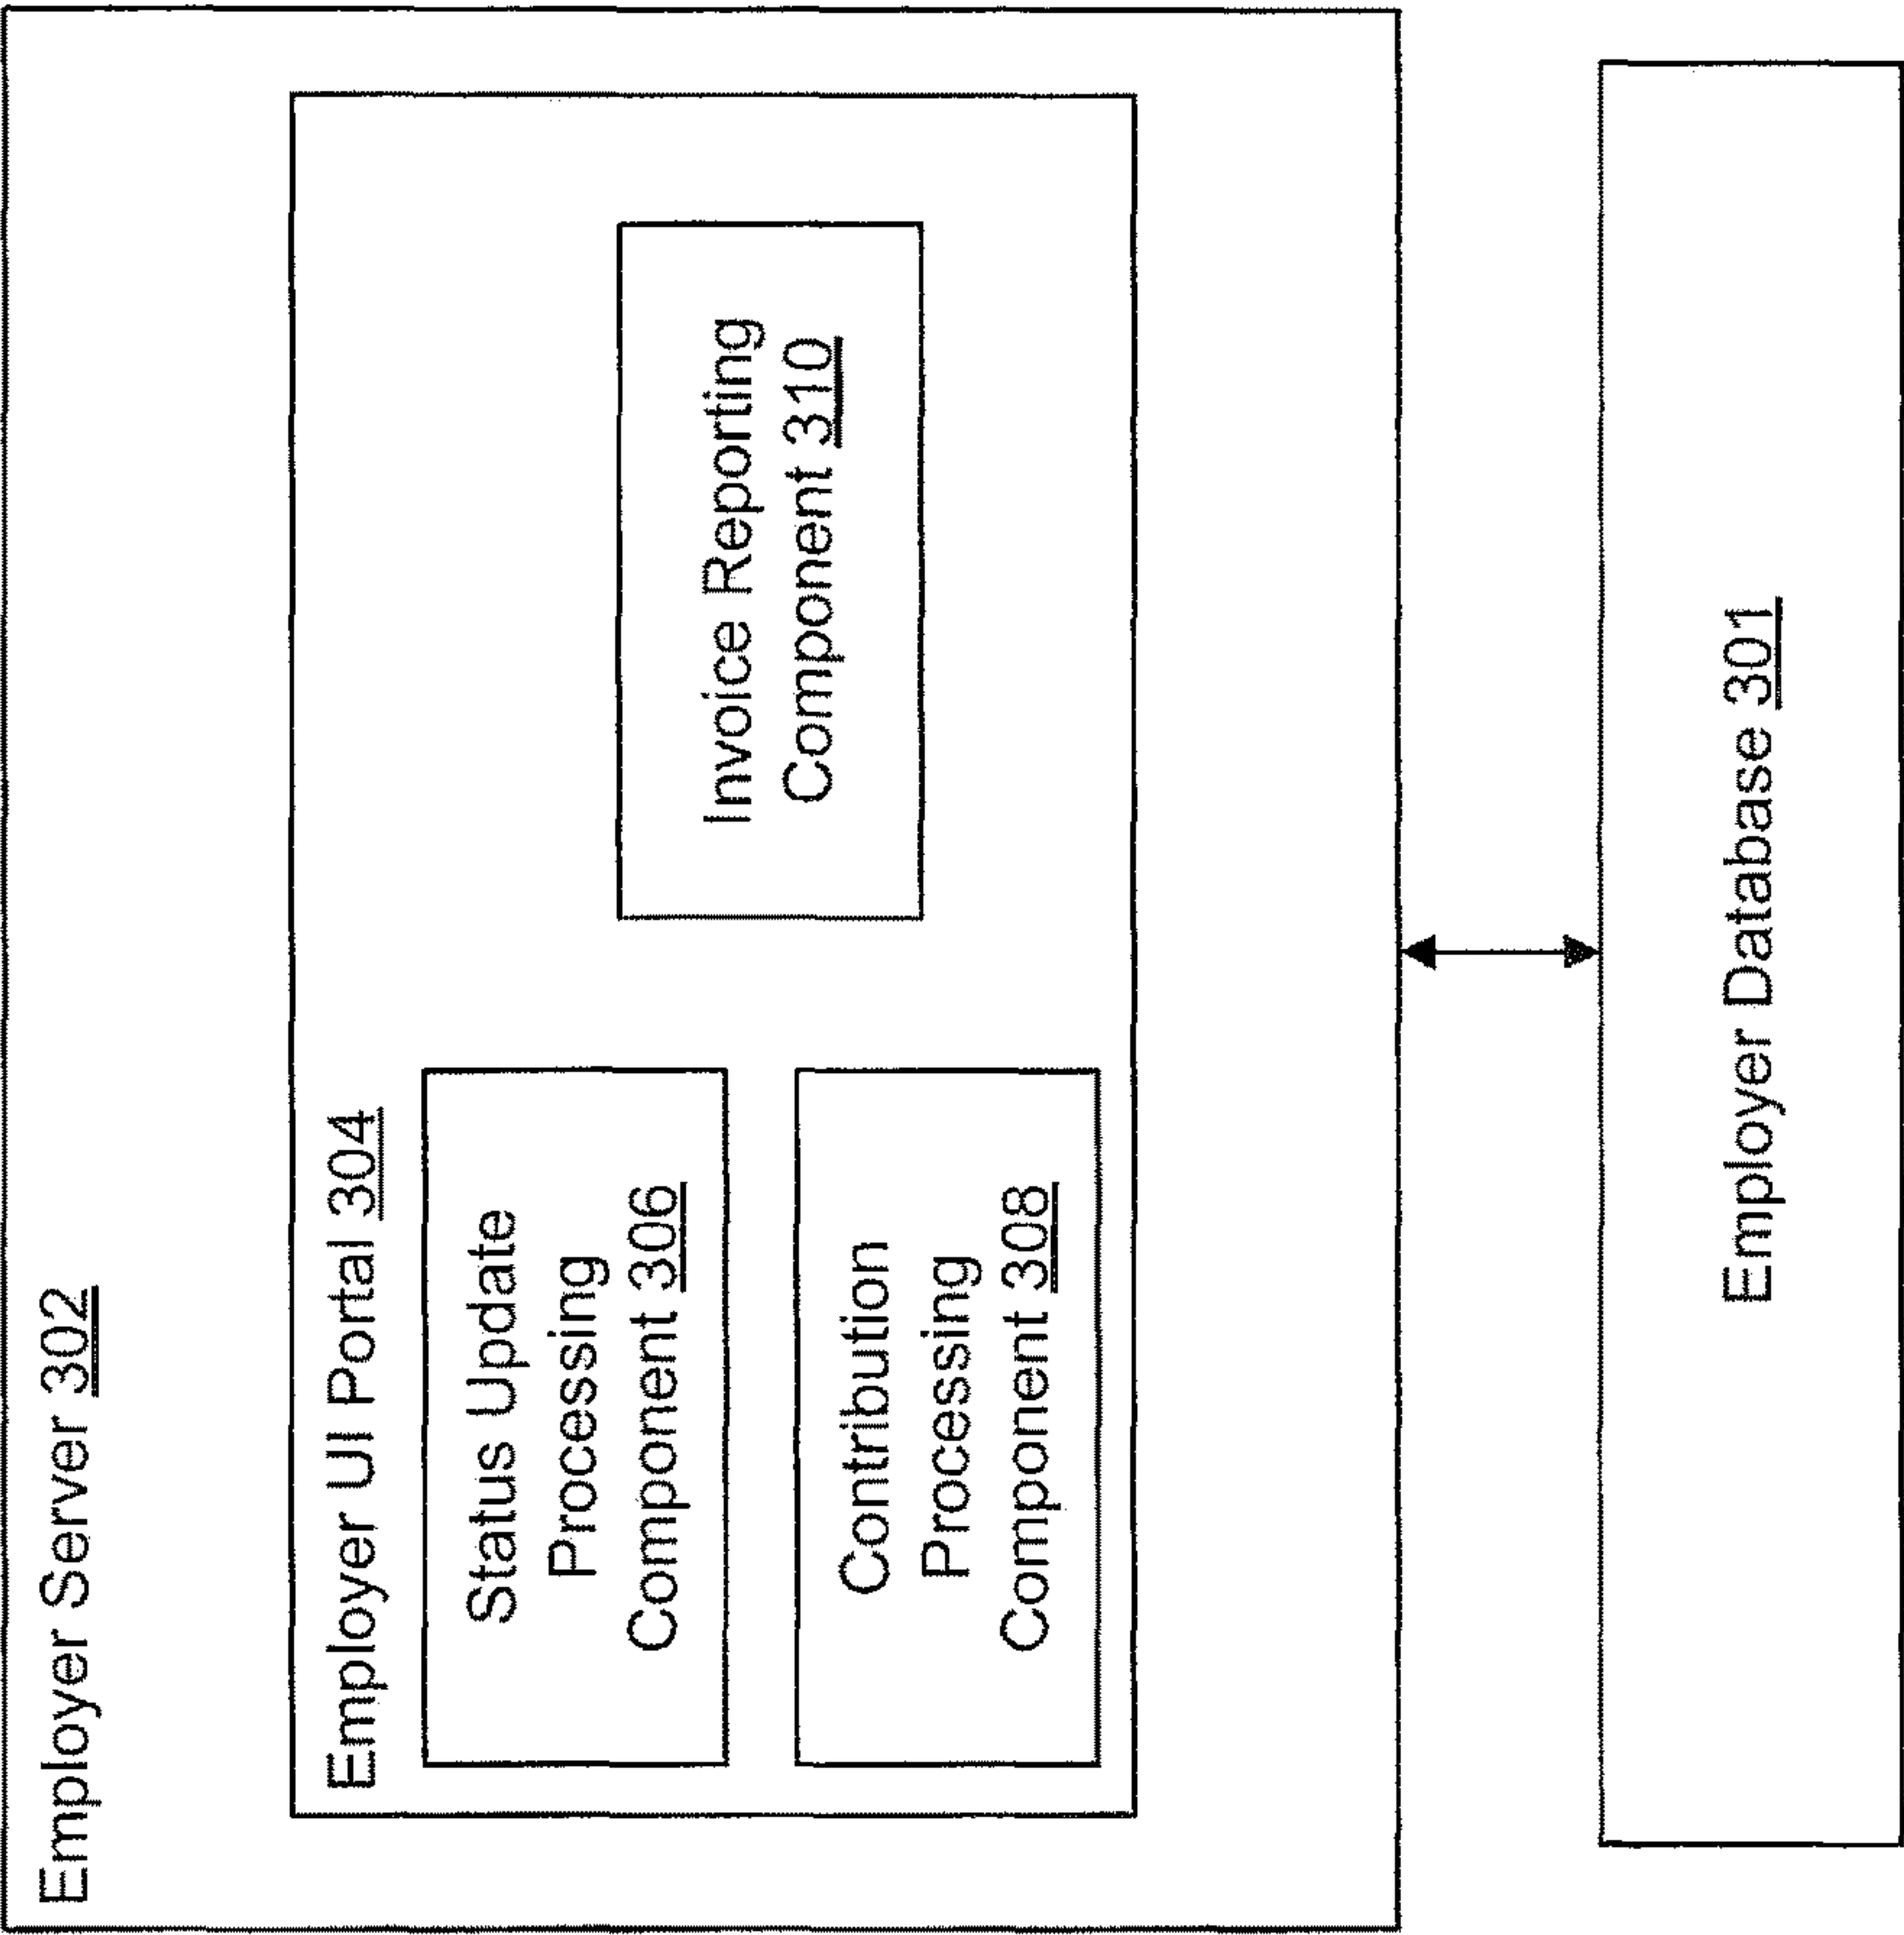 Employer Server 302
Employer UI Portal 304
Status Update
Processing
Component 306
Contribution
Processing
Component 308
Invoice Reporting
Component 310
Employer Database 301